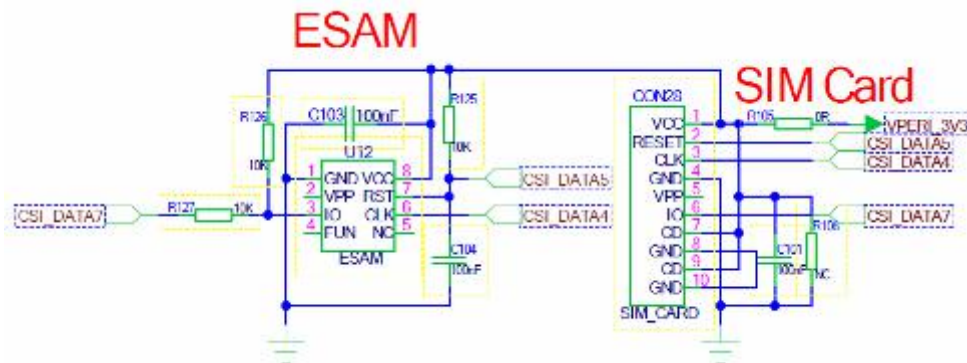 ESAM
SIM Card
R126
10K
C103
100nF
R125
10K
U12
1 GND VCC 8
2 VPP RST 7
3 IO CLK 6
4 FUN NC 5
ESAM
CSI_DATA7
R127
10K
CSI_DATA5
CSI_DATA4
C104
100nF
CON28
VCC 1
RESET 2
CLK 3
GND 4
VPP 5
IO 6
CD 7
GND 8
CD 9
GND 10
SIM_CARD
R105
0R
VPERI_3V3
CSI_DATA5
CSI_DATA4
CSI_DATA7
R106
NC
C101
100nF